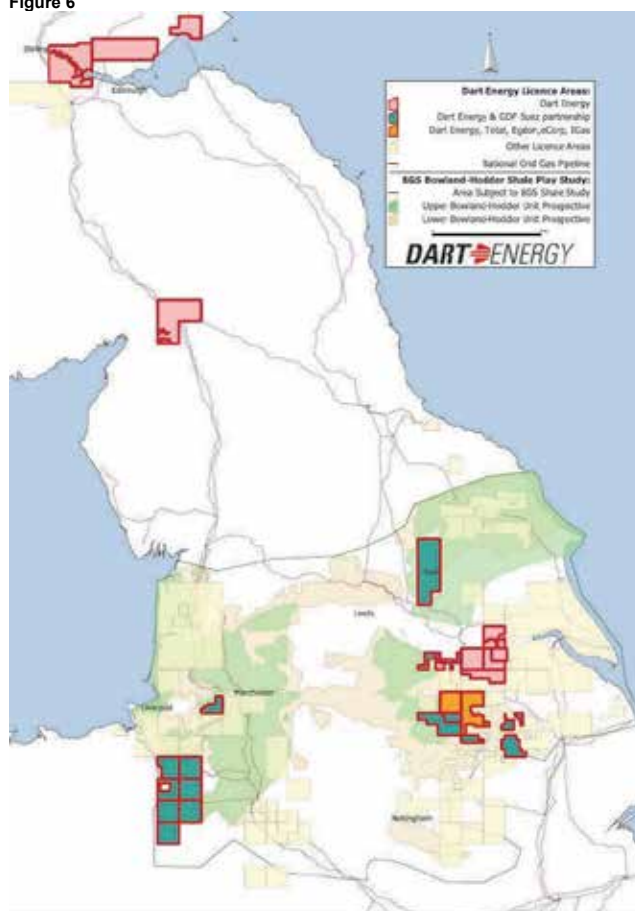 Figure 6
Stirling
Edinburgh
Dart Energy Licence Areas:
Dart Energy
Dart Energy & GDF Suez partnership
Dart Energy, Total, Egdon, eCorp, IGas
Other Licence Areas
National Grid Gas Pipeline
BGS Bowland-Hodder Shale Play Study:
Area Subject to BGS Shale Study
Upper Bowland-Hodder Unit Prospective
Lower Bowland-Hodder Unit Prospective
DART ENERGY
York
Leeds
Manchester
Liverpool
Nottingham